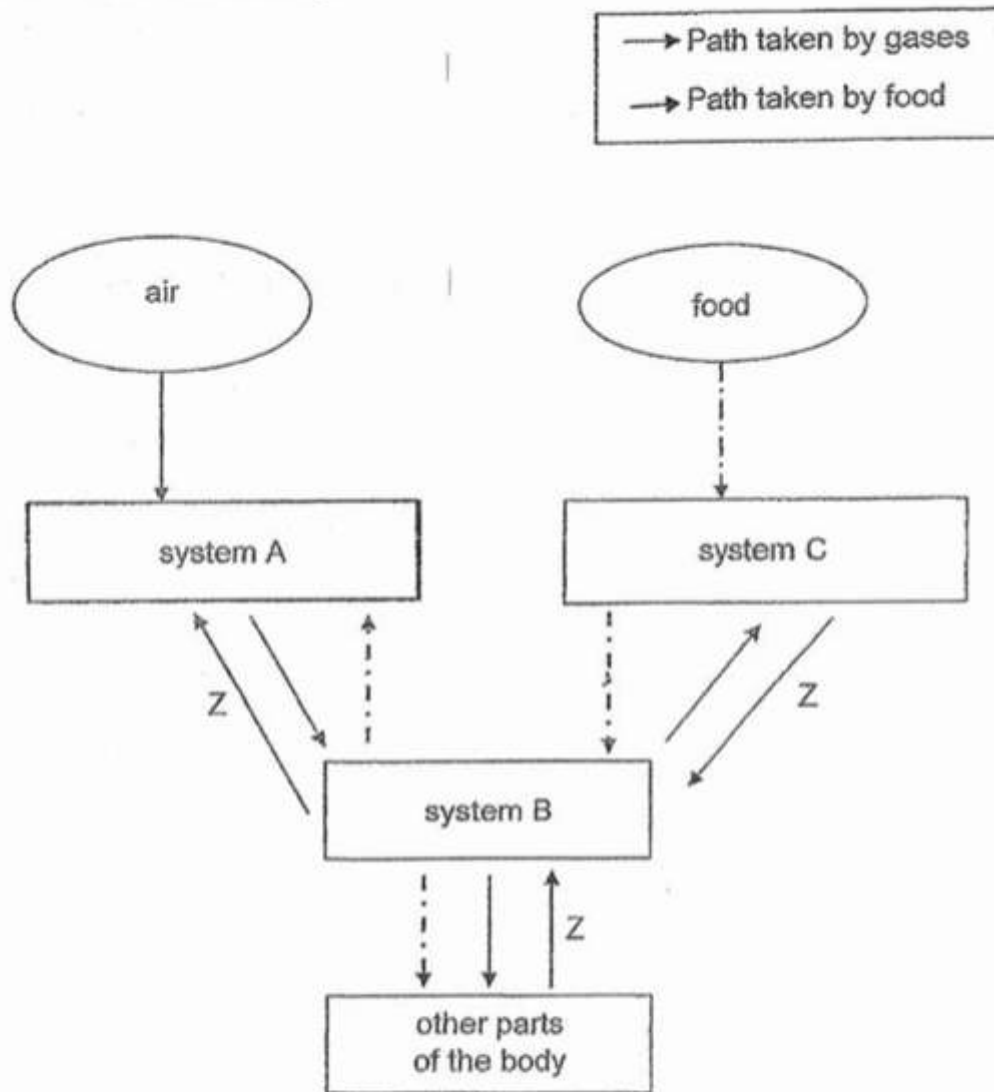 Path taken by gases
Path taken by food
air
food
system A
system C
Z
Z
system B
Z
other parts
of the body